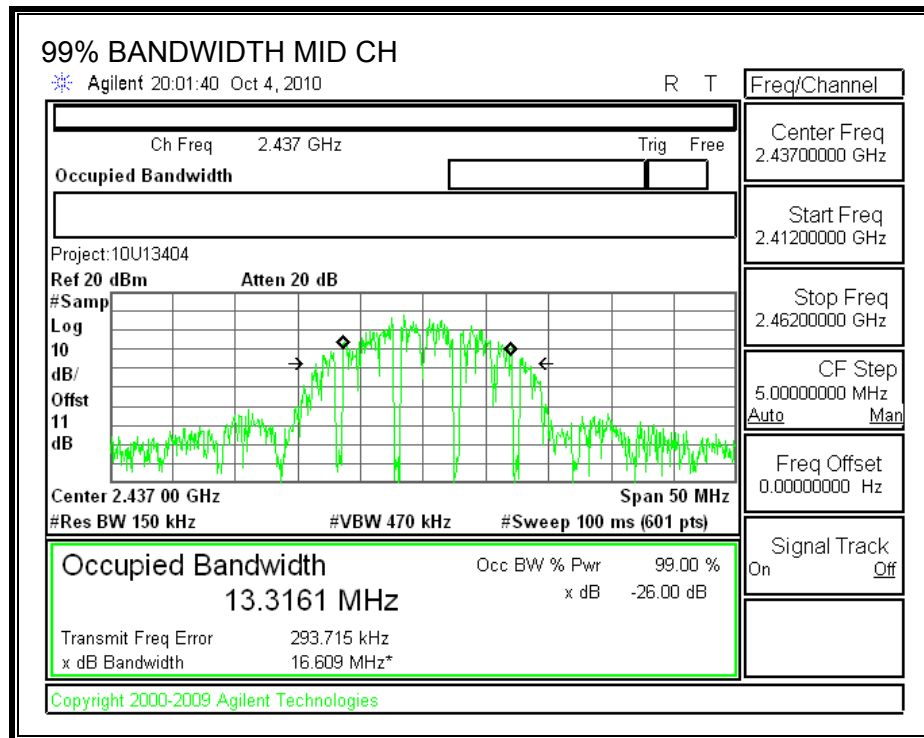 99% BANDWIDTH MID CH
Agilent 20:01:40 Oct 4, 2010 R T
Freq/Channel
Ch Freq 2.437 GHz Trig Free
Occupied Bandwidth
Center Freq
2.43700000 GHz
Start Freq
2.41200000 GHz
Stop Freq
2.46200000 GHz
CF Step
5.00000000 MHz
Auto Man
Freq Offset
0.00000000 Hz
Signal Track
On Off
Project:10U13404
Ref 20 dBm Atten 20 dB
#Samp
Log
10
dB/
Offst
11
dB
Center 2.437 00 GHz Span 50 MHz
#Res BW 150 kHz #VBW 470 kHz #Sweep 100 ms (601 pts)
Occupied Bandwidth Occ BW % Pwr 99.00 %
13.3161 MHz x dB -26.00 dB
Transmit Freq Error 293.715 kHz
x dB Bandwidth 16.609 MHz*
Copyright 2000-2009 Agilent Technologies